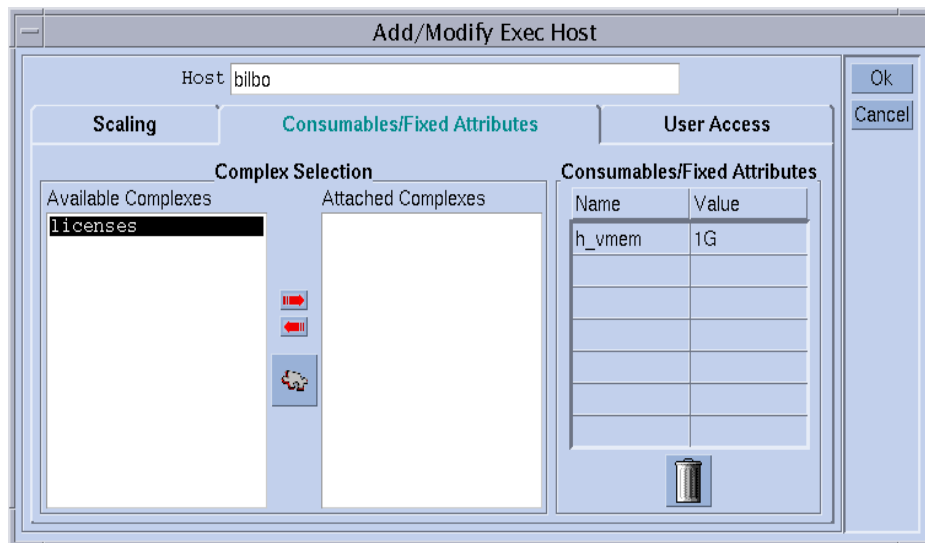 Add/Modify Exec Host
Host bilbo
Ok
Cancel
Scaling
Consumables/Fixed Attributes
User Access
Complex Selection
Available Complexes
licenses
Attached Complexes
Consumables/Fixed Attributes
Name Value
h_vmem 1G